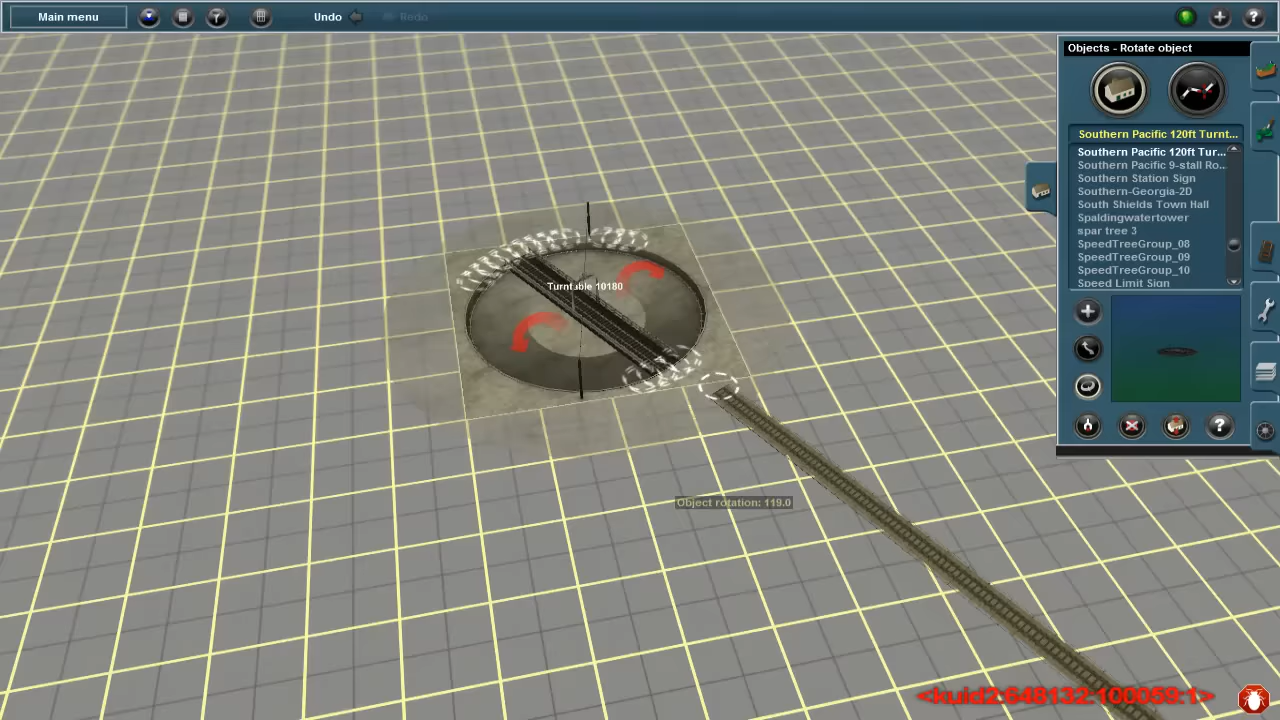 Main menu
Undo
Redo
?
Objects - Rotate object
Southern Pacific 120ft Turnt...
Southern Pacific 120ft Tur...
Southern Pacific 9-stall Ro...
Southern Station Sign
Southern-Georgia-2D
South Shields Town Hall
Spaldingwatertower
spar tree 3
SpeedTreeGroup_08
SpeedTreeGroup_09
SpeedTreeGroup_10
Speed Limit Sign
?
Turntable 10180
Object rotation: 119.0
<kuid2:648132:100059:1>